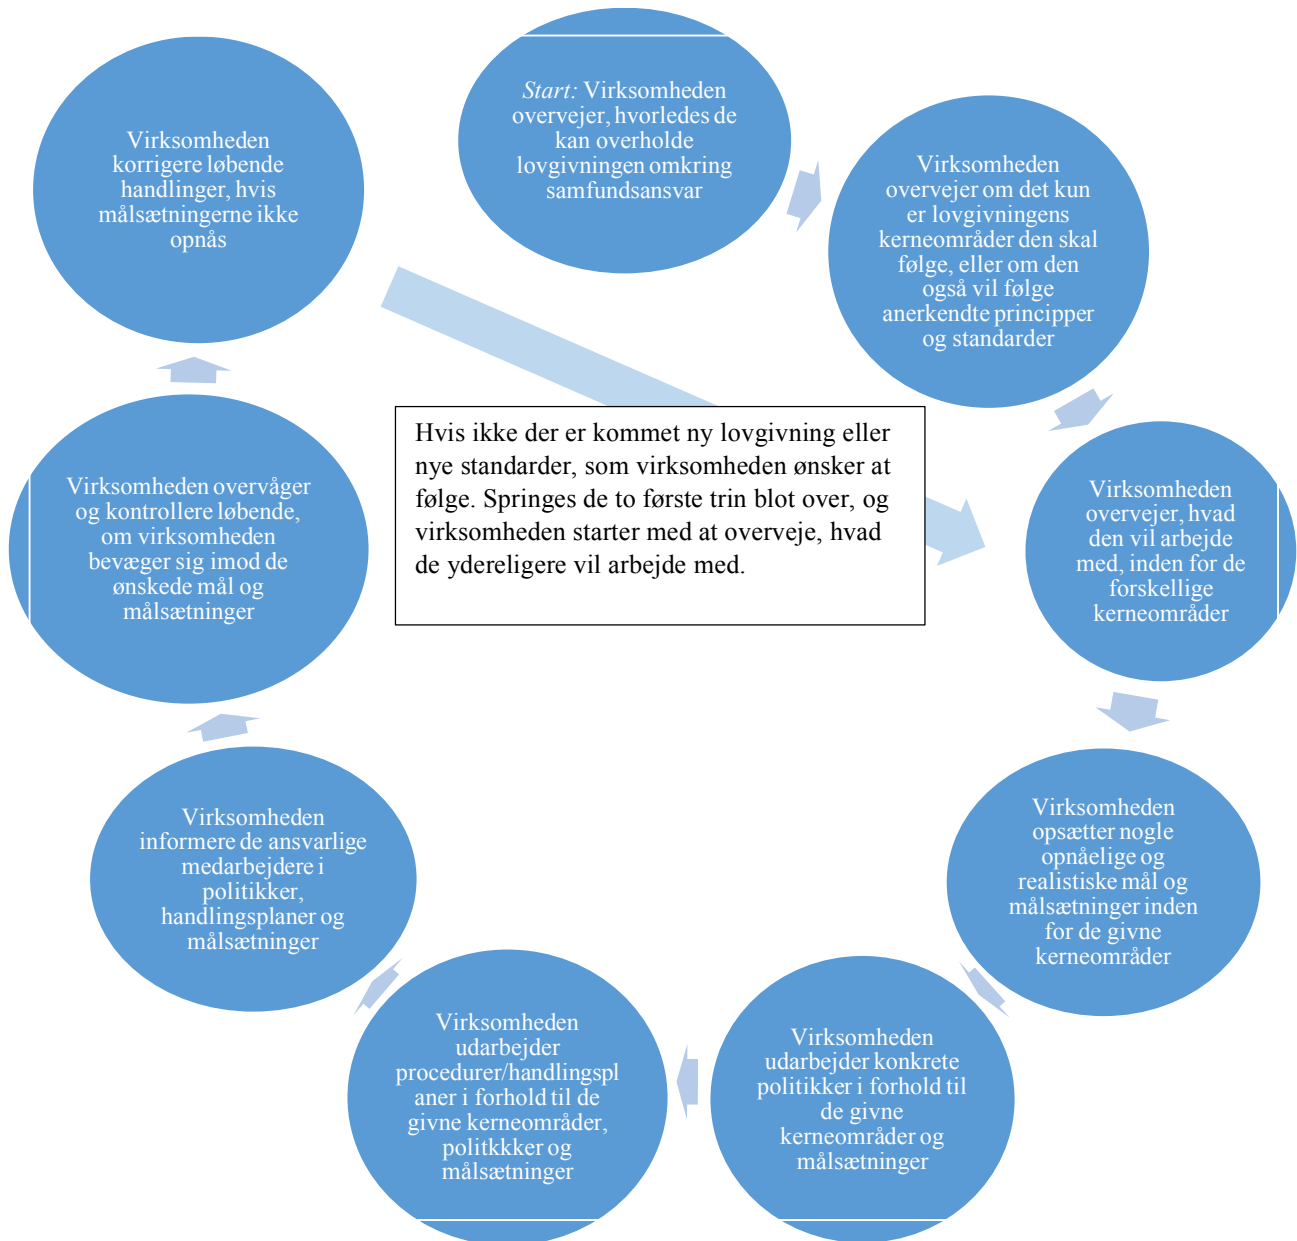 Start: Virksomheden
overvejer, hvorledes de
kan overholde
lovgivningen omkring
samfundsansvar
Virksomheden
overvejer om det kun
er lovgivningens
kerneområder den skal
følge, eller om den
også vil følge
anerkendte principper
og standarder
Virksomheden
overvejer, hvad
den vil arbejde
med, inden for de
forskellige
kerneområder
Virksomheden
opsætter nogle
opnåelige og
realistiske mål og
målsætninger inden
for de givne
kerneområder
Virksomheden
udarbejder konkrete
politikker i forhold til
de givne
kerneområder og
målsætninger
Virksomheden
udarbejder
procedurer/handlingspl
aner i forhold til de
givne kerneområder,
politkkker og
målsætninger
Virksomheden
informere de ansvarlige
medarbejdere i
politikker,
handlingsplaner og
målsætninger
Virksomheden overvåger
og kontrollere løbende,
om virksomheden
bevæger sig imod de
ønskede mål og
målsætninger
Virksomheden
korrigere løbende
handlinger, hvis
målsætningerne ikke
opnås
Hvis ikke der er kommet ny lovgivning eller
nye standarder, som virksomheden ønsker at
følge. Springes de to første trin blot over, og
virksomheden starter med at overveje, hvad
de ydereligere vil arbejde med.